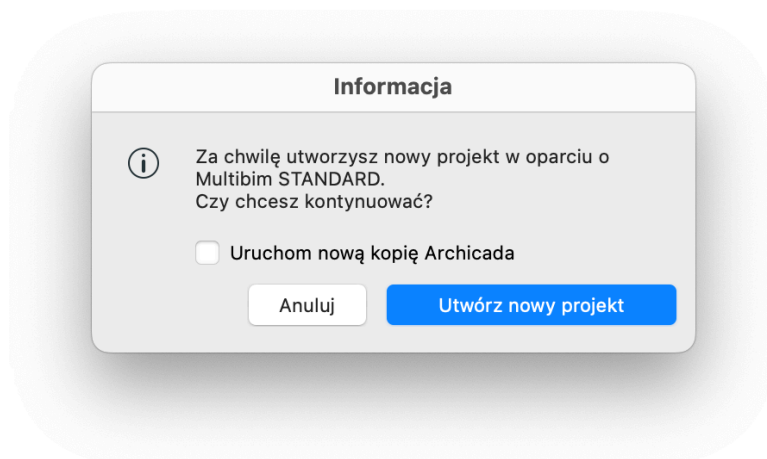 Informacja
Za chwilę utworzysz nowy projekt w oparciu o
Multibim STANDARD.
Czy chcesz kontynuować?
Uruchom nową kopię Archicada
Anuluj
Utwórz nowy projekt